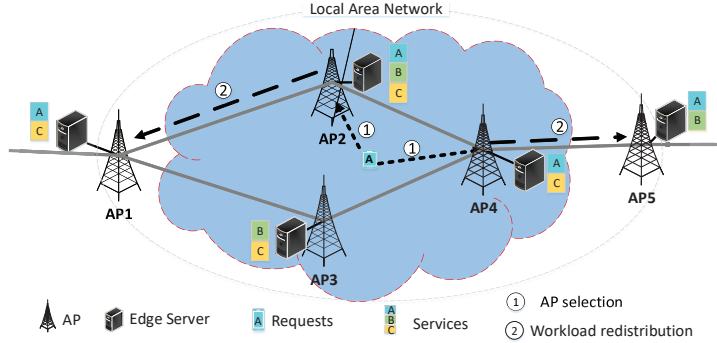 Local Area Network
2
A
B
C
A
B
A
C
AP2
1
1
2
A
A
C
AP1
AP4
AP5
B
C
AP3
AP
Edge Server
A
Requests
A
B
C
Services
1
AP selection
2
Workload redistribution